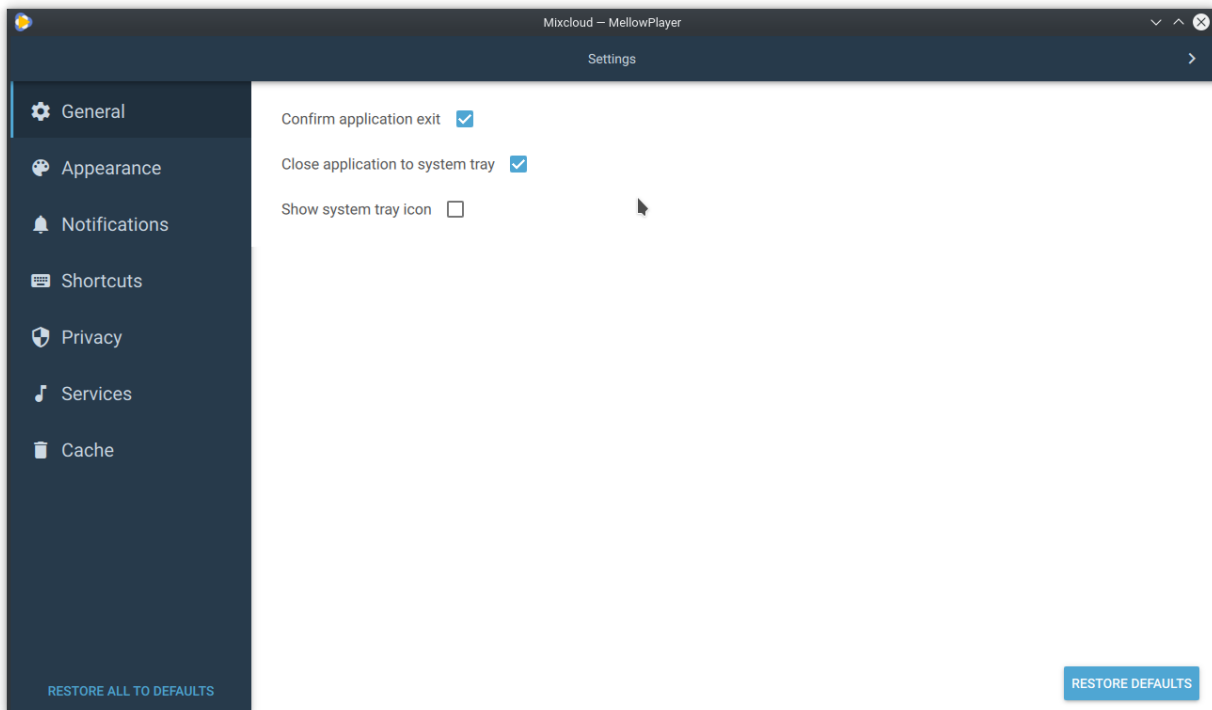 Mixcloud — MellowPlayer
Settings
General
Appearance
Notifications
Shortcuts
Privacy
Services
Cache
RESTORE ALL TO DEFAULTS
Confirm application exit
Close application to system tray
Show system tray icon
RESTORE DEFAULTS